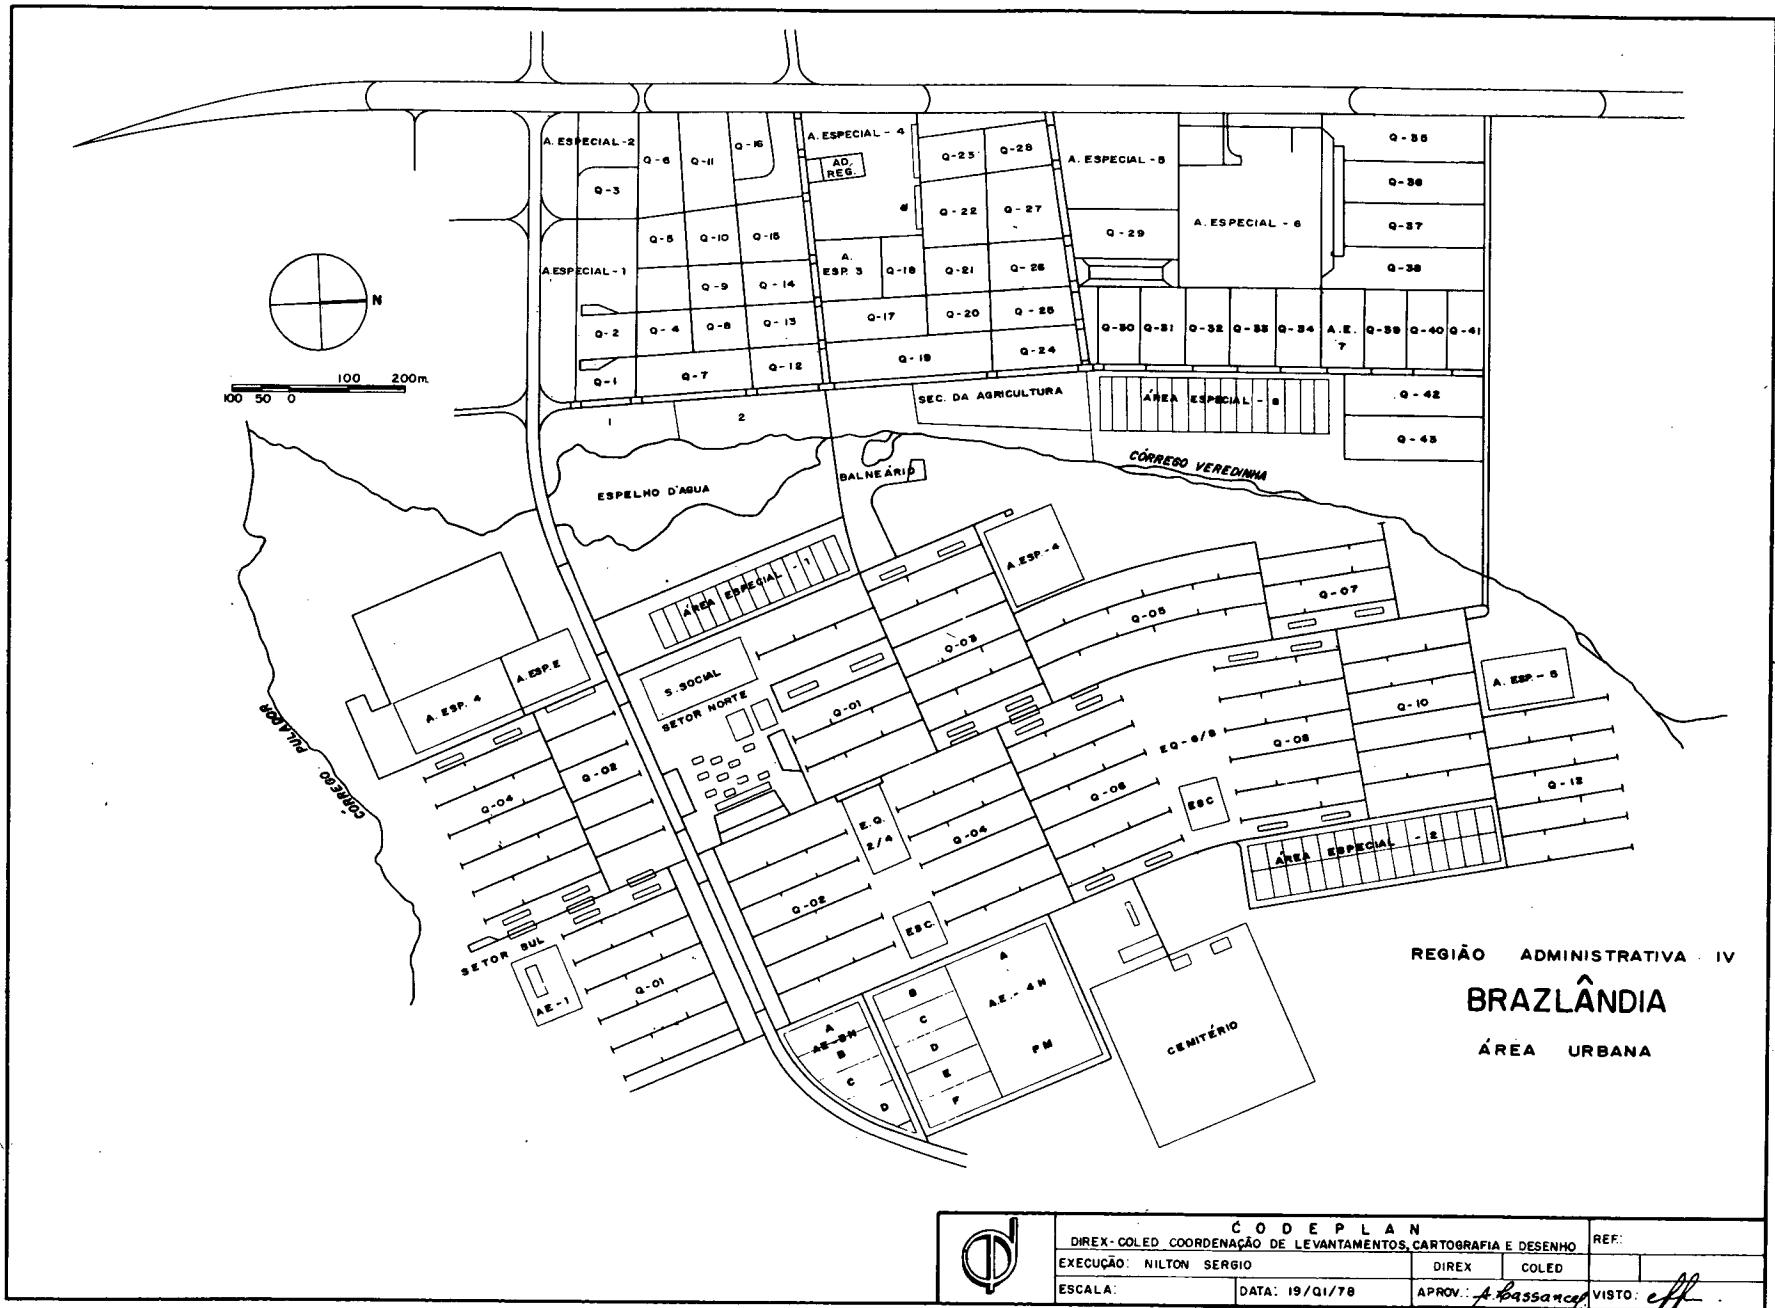 A. ESPECIAL - 2
Q-3
Q-6
Q-11
Q-16
A. ESPECIAL - 4
AD.
REG.
Q-23
Q-28
A. ESPECIAL - 5
Q-35
Q-36
Q-37
Q-38
Q-5
Q-10
Q-15
Q-22
Q-27
Q-29
A. ESPECIAL - 6
A. ESPECIAL - 1
Q-9
Q-14
A.
ESP. 3
Q-18
Q-21
Q-26
Q-2
Q-4
Q-8
Q-13
Q-17
Q-20
Q-25
Q-30
Q-31
Q-32
Q-33
Q-34
A.E.
7
Q-39
Q-40
Q-41
Q-1
Q-7
Q-12
Q-19
Q-24
N
100 200m.
100 50 0
1
2
SEC. DA AGRICULTURA
ÁREA ESPECIAL - 8
Q-42
Q-43
CÓRREGO VEREDINHA
BALNEÁRIO
ESPELHO D'AGUA
ÁREA ESPECIAL - 1
A. ESP. - 4
Q-07
Q-05
Q-03
A. ESP. E
A. ESP. 4
S. SOCIAL
SETOR NORTE
Q-01
Q-10
A. ESP. - 5
CÓRREGO PULADOR
Q-02
Q-04
EQ-6/8
Q-08
Q-12
Q-06
ESC
E.Q.
2/4
Q-04
ÁREA ESPECIAL - 2
Q-02
ESC.
SETOR SUL
AE-1
Q-01
A
AE-5N
B
C
D
A
A.E. - 4N
PM
B
C
D
E
F
CEMITÉRIO
REGIÃO ADMINISTRATIVA IV
BRAZLÂNDIA
ÁREA URBANA
CODEPLAN
DIREX-COLED COORDENAÇÃO DE LEVANTAMENTOS, CARTOGRAFIA E DESENHO
REF:
EXECUÇÃO: NILTON SERGIO
DIREX
COLED
ESCALA:
DATA: 19/01/78
APROV.:
VISTO: